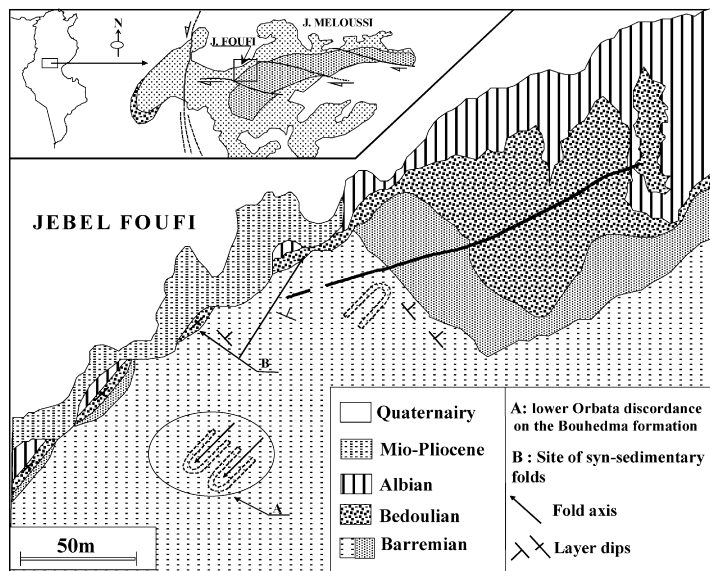 N
J. MELOUSSI
J. FOUFI
JEBEL FOUFI
B
A
50m
Quaternairy
Mio-Pliocene
Albian
Bedoulian
Barremian
A: lower Orbata discordance
on the Bouhedma formation
B : Site of syn-sedimentary
folds
Fold axis
Layer dips